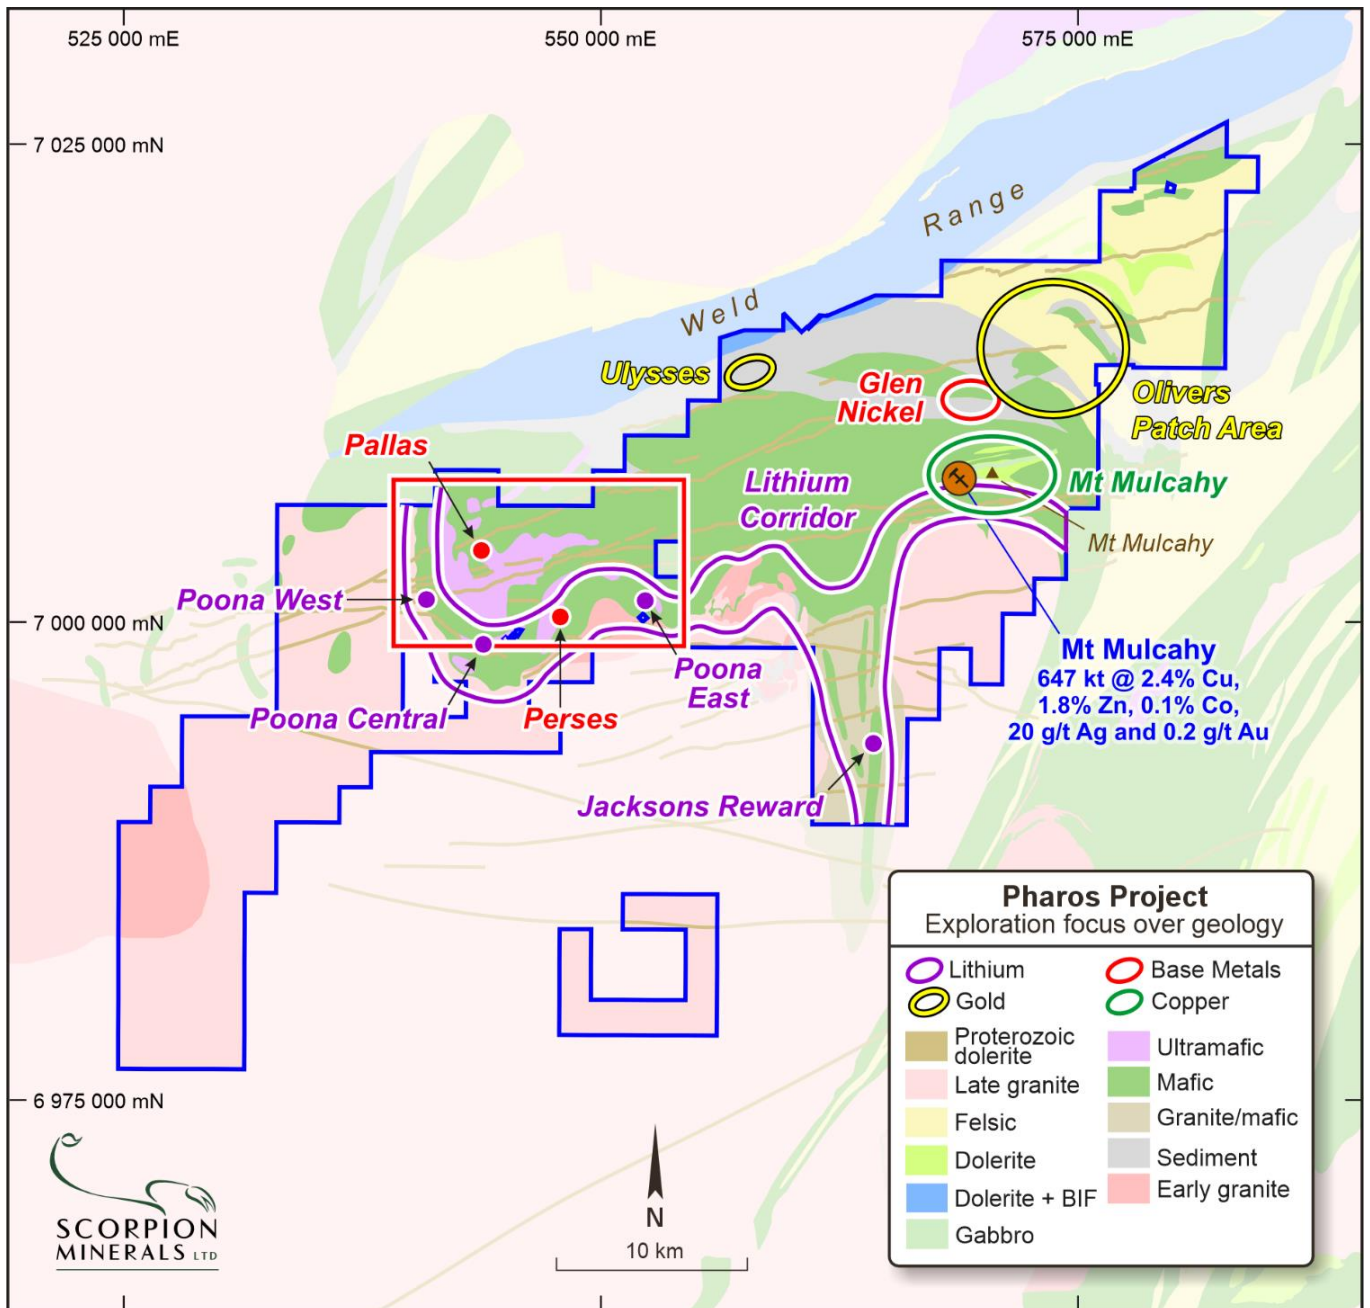 525 000 mE
550 000 mE
575 000 mE
7 025 000 mN
Weld Range
Ulysses
Glen
Nickel
Olivers
Patch Area
Pallas
Lithium
Corridor
Mt Mulcahy
Mt Mulcahy
Poona West
7 000 000 mN
Mt Mulcahy
647 kt @ 2.4% Cu,
1.8% Zn, 0.1% Co,
20 g/t Ag and 0.2 g/t Au
Poona
East
Poona Central
Perses
Jacksons Reward
Pharos Project
Exploration focus over geology
Lithium
Base Metals
Gold
Copper
Proterozoic
dolerite
Ultramafic
Late granite
Mafic
Felsic
Granite/mafic
Dolerite
Sediment
Dolerite + BIF
Early granite
Gabbro
6 975 000 mN
SCORPION
MINERALS LTD
N
10 km